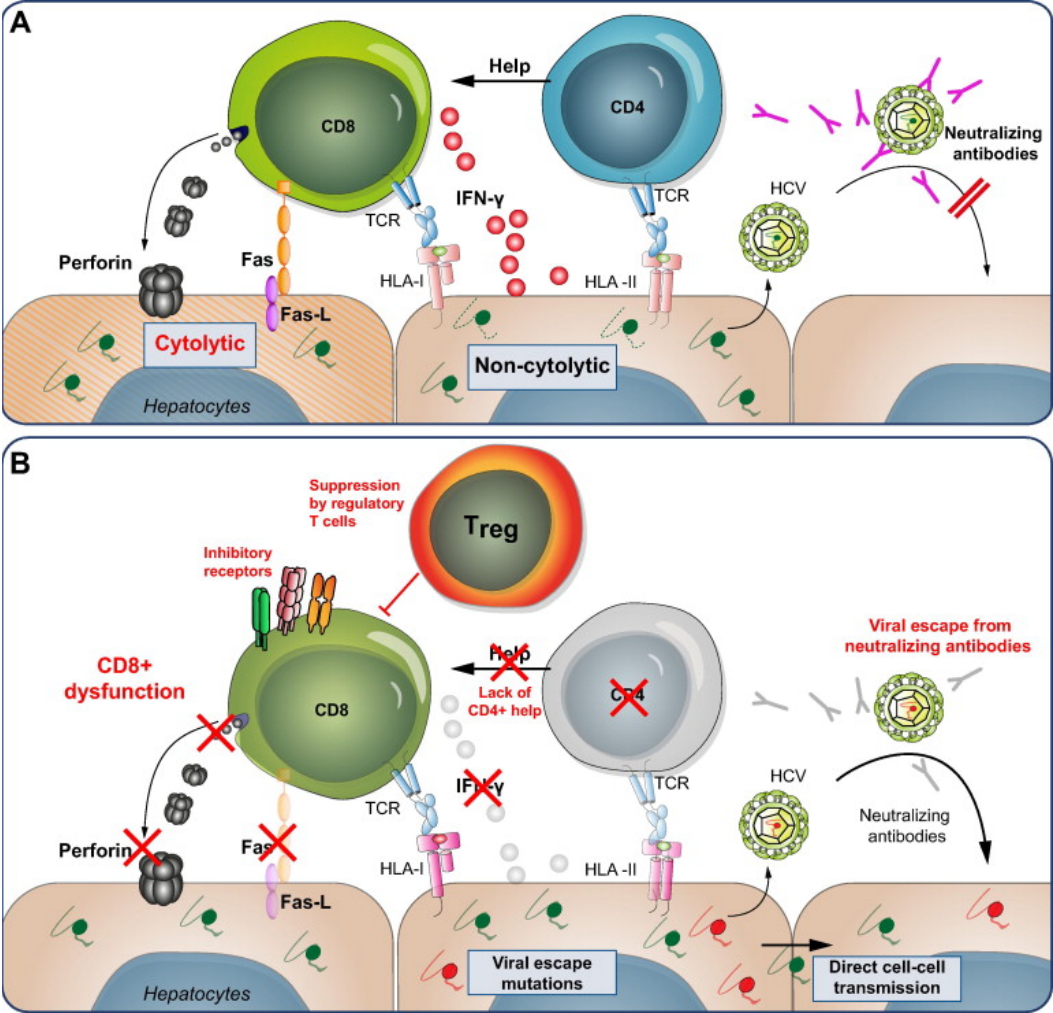 A
Help
CD8
CD4
Neutralizing
antibodies
HCV
TCR
TCR
IFN-γ
Perforin
Fas
HLA-I
HLA -II
Fas-L
Cytolytic
Non-cytolytic
Hepatocytes
B
Suppression
by regulatory
T cells
Treg
Inhibitory
receptors
Viral escape from
neutralizing antibodies
Help
CD8+
dysfunction
Lack of
CD4+ help
CD8
CD4
IFN-γ
TCR
TCR
HCV
Neutralizing
antibodies
Perforin
Fas
HLA-I
HLA -II
Fas-L
Viral escape
mutations
Direct cell-cell
transmission
Hepatocytes